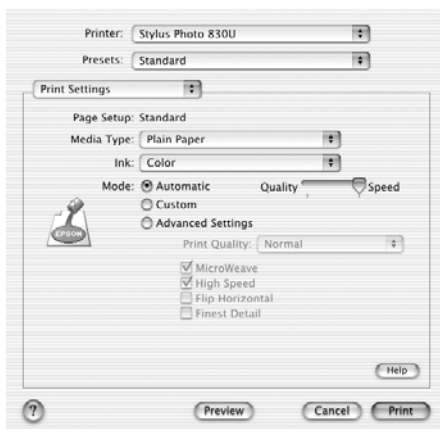 Printer: Stylus Photo 830U
Presets: Standard
Print Settings
Page Setup: Standard
Media Type: Plain Paper
Ink: Color
Mode: Automatic Quality Speed
Custom
Advanced Settings
EPSON
Print Quality: Normal
MicroWeave
High Speed
Flip Horizontal
Finest Detail
Help
? Preview Cancel Print